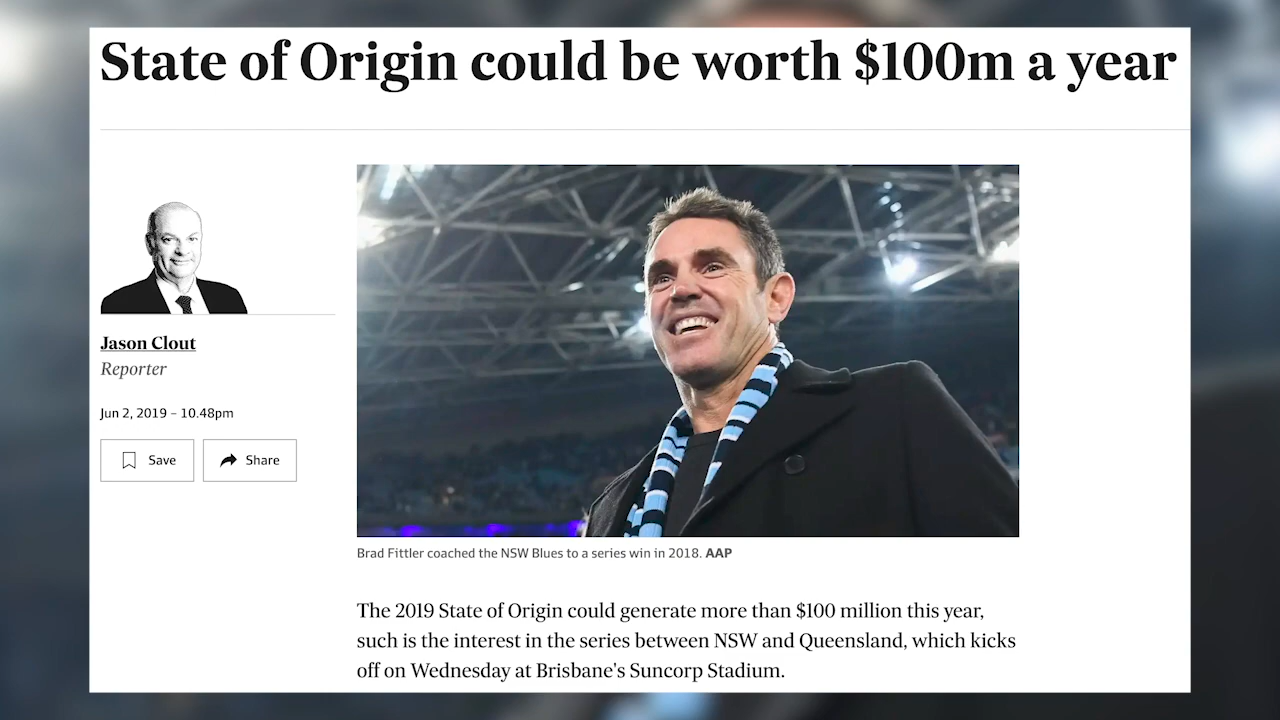 State of Origin could be worth $100m a year
Jason Clout
Reporter
Jun 2, 2019 – 10.48pm
Save
Share
Brad Fittler coached the NSW Blues to a series win in 2018. AAP
The 2019 State of Origin could generate more than $100 million this year,
such is the interest in the series between NSW and Queensland, which kicks
off on Wednesday at Brisbane's Suncorp Stadium.